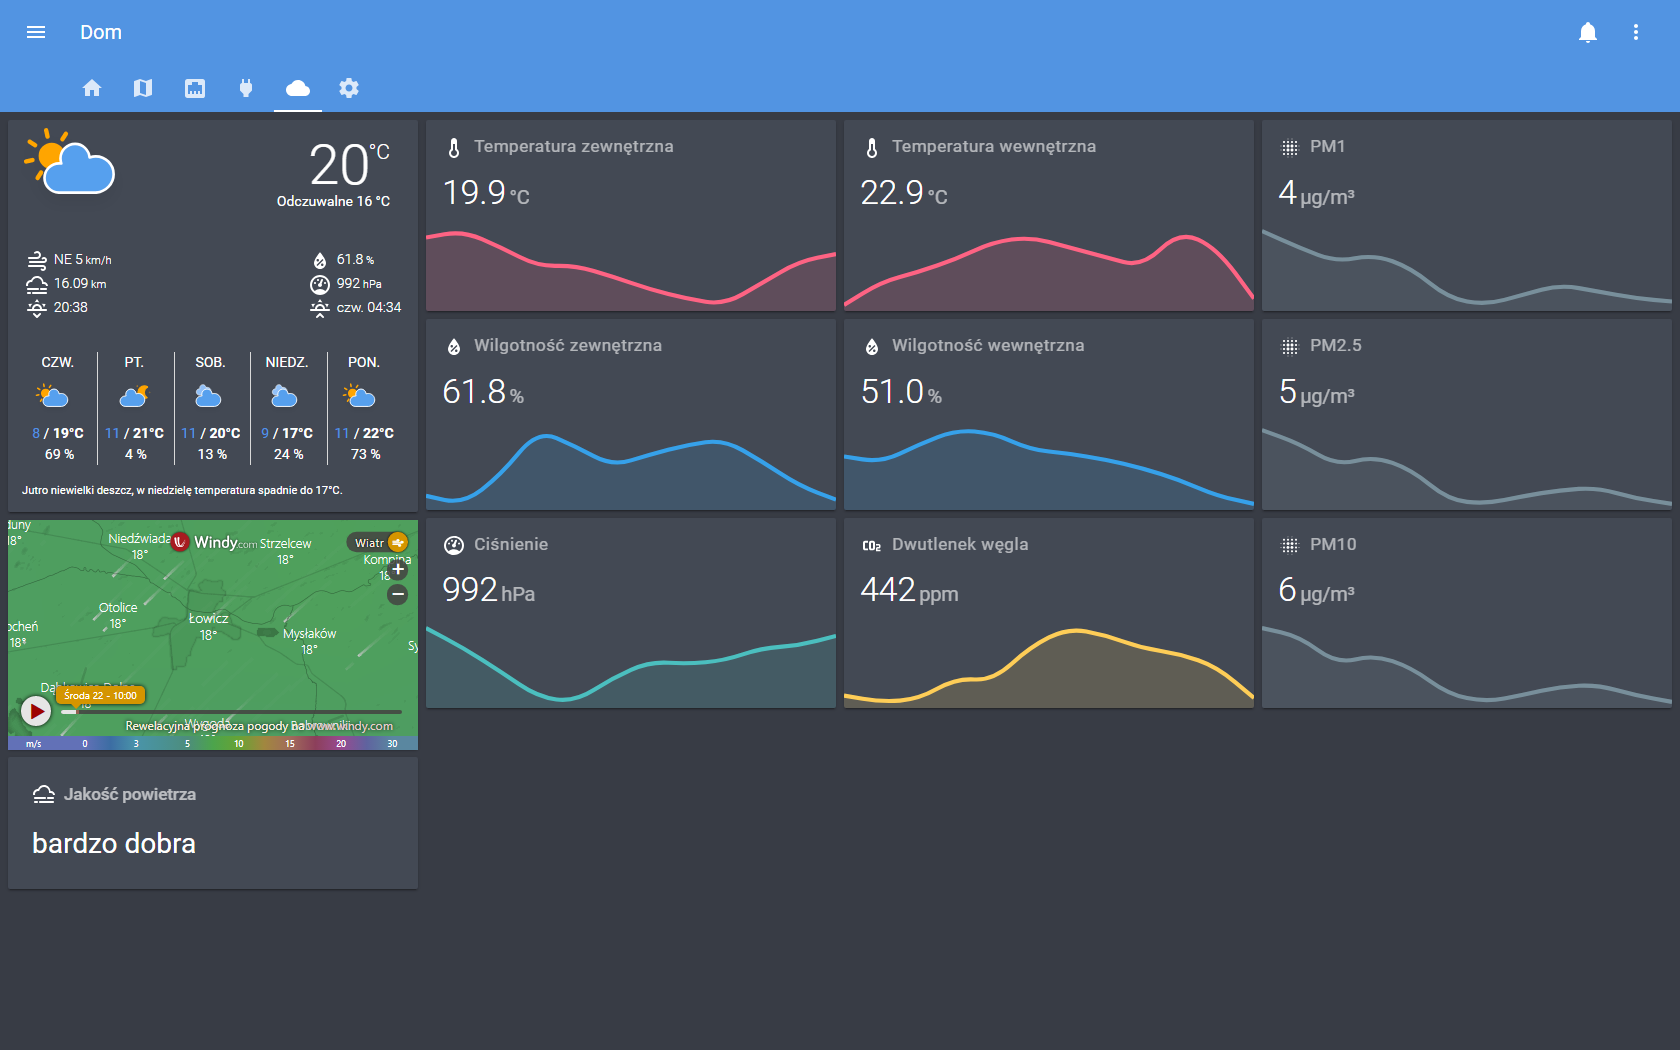 Dom
20°C
Odczuwalne 16 °C
NE 5 km/h
61.8 %
16.09 km
992 hPa
20:38
czw. 04:34
CZW. PT. SOB. NIEDZ. PON.
8 / 19°C 11 / 21°C 11 / 20°C 9 / 17°C 11 / 22°C
69 % 4 % 13 % 24 % 73 %
Jutro niewielki deszcz, w niedzielę temperatura spadnie do 17°C.
Niedźwiada
18°
Windy.com
Strzelcew
18°
Wiatr
18°
Otolice
18°
Łowicz
18°
Mysłaków
18°
18°
Środa 22 - 10:00
Rewelacyjna prognoza pogody na www.windy.com
m/s 0 3 5 10 15 20 30
Jakość powietrza
bardzo dobra
Temperatura zewnętrzna
19.9 °C
Wilgotność zewnętrzna
61.8 %
Ciśnienie
992 hPa
Temperatura wewnętrzna
22.9 °C
Wilgotność wewnętrzna
51.0 %
CO2 Dwutlenek węgla
442 ppm
PM1
4 µg/m³
PM2.5
5 µg/m³
PM10
6 µg/m³